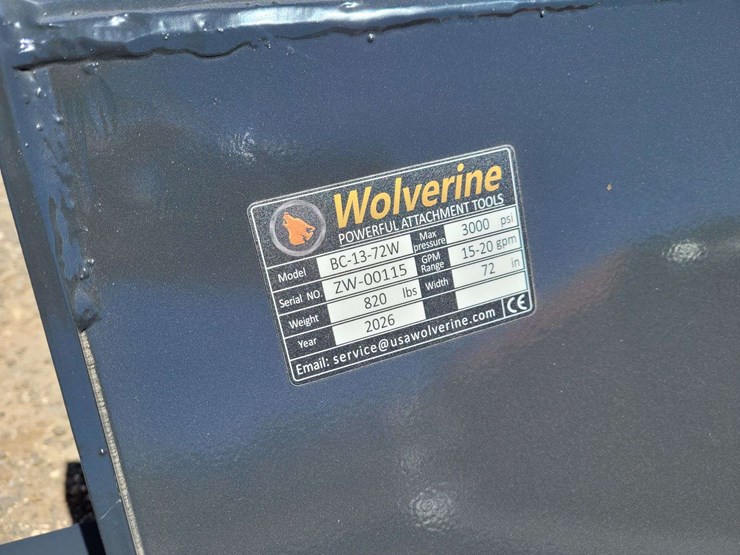 Wolverine
POWERFUL ATTACHMENT TOOLS
Model BC-13-72W Max pressure 3000 psi
Serial NO. ZW-00115 GPM Range 15-20 gpm
Weight 820 lbs Width 72 in
Year 2026
Email: service@usawolverine.com CE